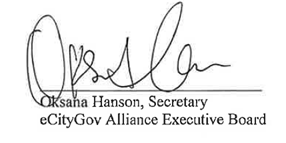 Oksana Hanson, Secretary
eCityGov Alliance Executive Board